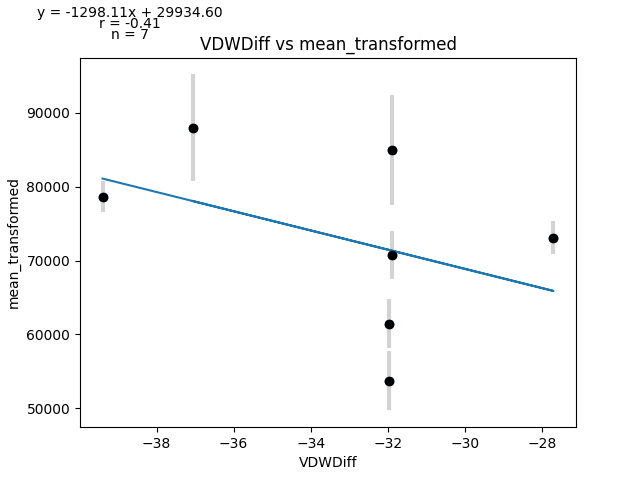 y = -1298.11x + 29934.60
r = -0.41
n = 7
VDWDiff vs mean_transformed
90000
80000
70000
60000
50000
mean_transformed
−38
−36
−34
−32
−30
−28
VDWDiff